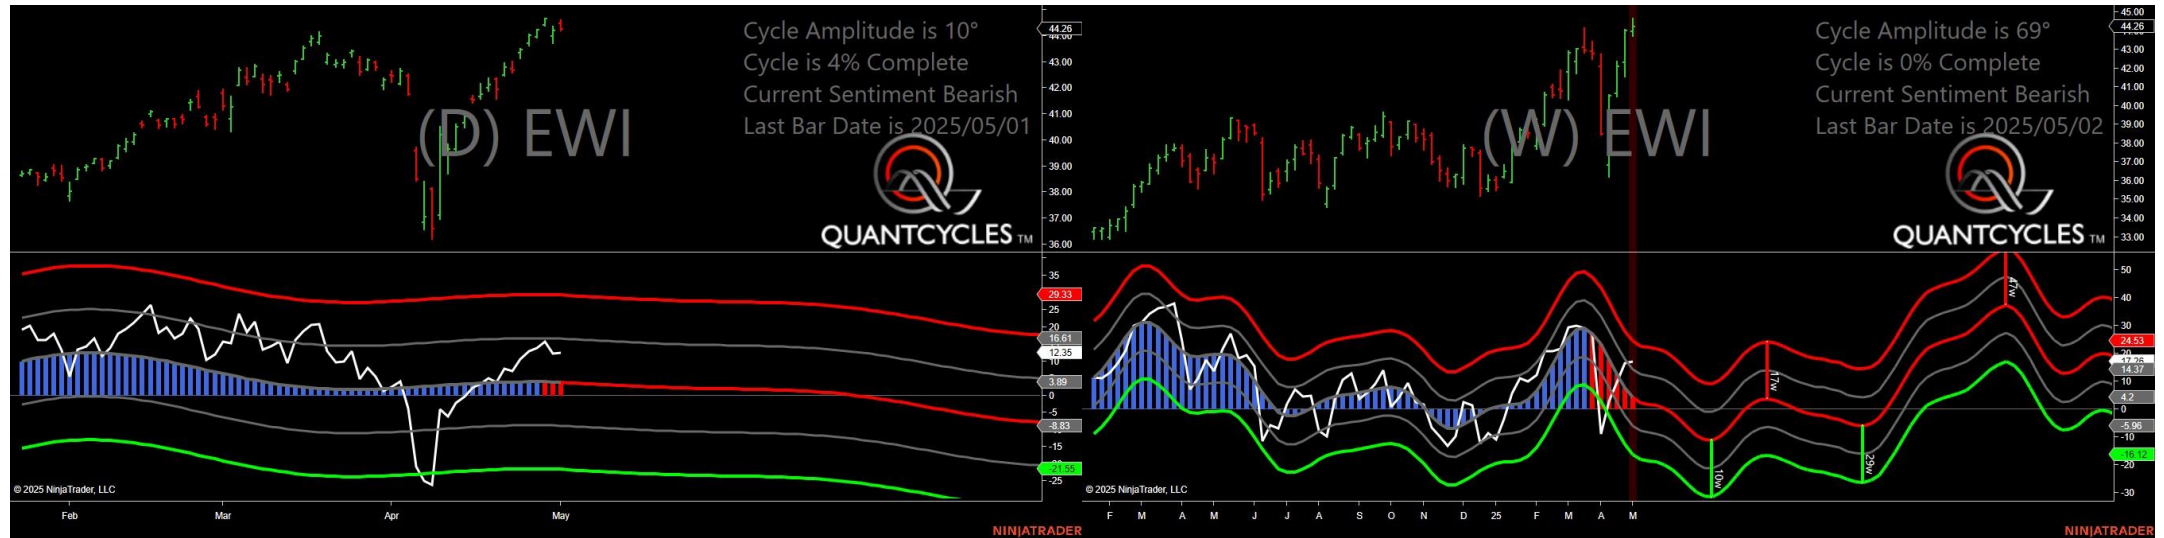 Cycle Amplitude is 10°
Cycle is 4% Complete
Current Sentiment Bearish
Last Bar Date is 2025/05/01
(D) EWI
QUANTCYCLES TM
44.26
44.00
43.00
42.00
41.00
40.00
39.00
38.00
37.00
36.00
35
29.33
25
20
16.61
12.35
10
3.89
0
-5
-8.83
-15
-21.55
-25
© 2025 NinjaTrader, LLC
Feb Mar Apr May
NINJATRADER
Cycle Amplitude is 69°
Cycle is 0% Complete
Current Sentiment Bearish
Last Bar Date is 2025/05/02
(W) EWI
QUANTCYCLES TM
45.00
44.26
43.00
42.00
41.00
40.00
39.00
38.00
37.00
36.00
35.00
34.00
33.00
50
40
30
24.53
17.26
14.37
10
4.2
0
-5.96
-10
-16.12
-20
-30
47w
17w
29w
10w
© 2025 NinjaTrader, LLC
F M A M J J A S O N D 25 F M A M
NINJATRADER